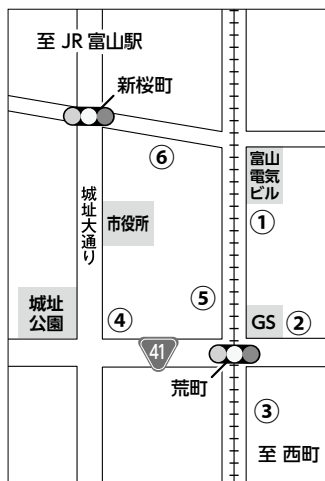 至 JR 富山駅
新桜町
⑥
富山
電気
ビル
城址大通り
市役所
①
⑤
城址
公園
④
GS
②
41
荒町
③
至 西町